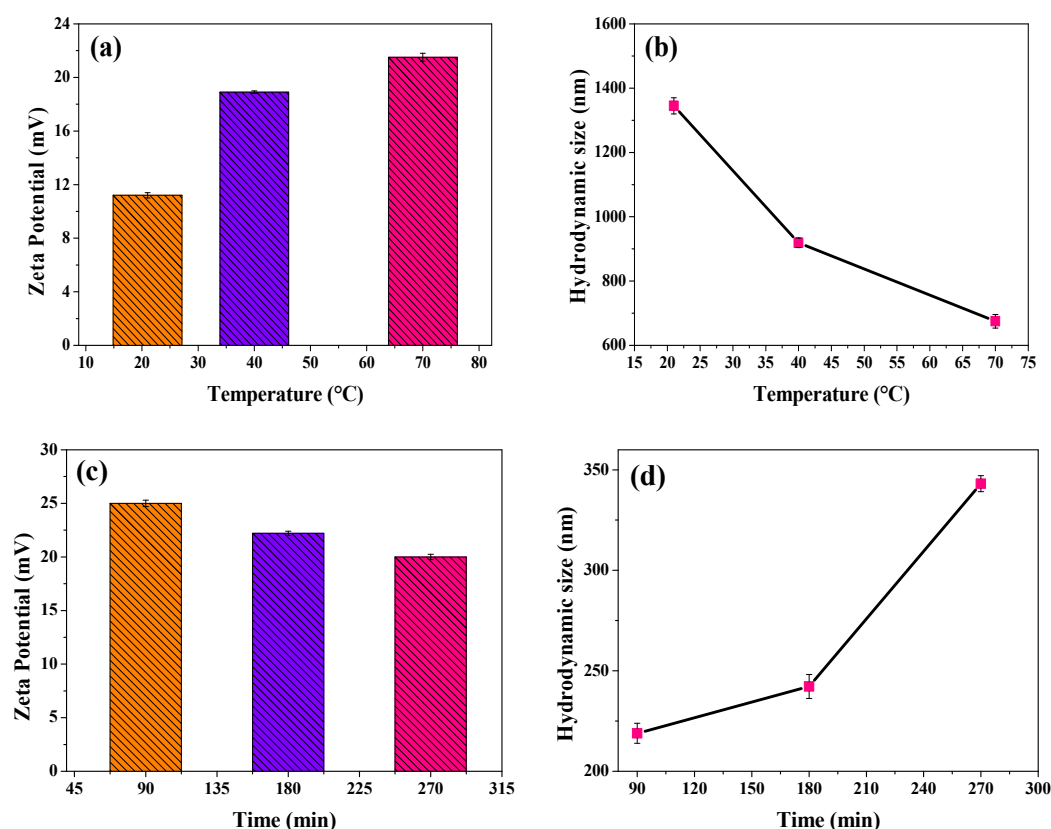 (a)
Zeta Potential (mV)
24
20
16
12
8
4
0
10 20 30 40 50 60 70 80
Temperature (°C)
(b)
Hydrodynamic size (nm)
1600
1400
1200
1000
800
600
15 20 25 30 35 40 45 50 55 60 65 70 75
Temperature (°C)
(c)
Zeta Potential (mV)
30
25
20
15
10
5
0
45 90 135 180 225 270 315
Time (min)
(d)
Hydrodynamic size (nm)
350
300
250
200
90 120 150 180 210 240 270 300
Time (min)